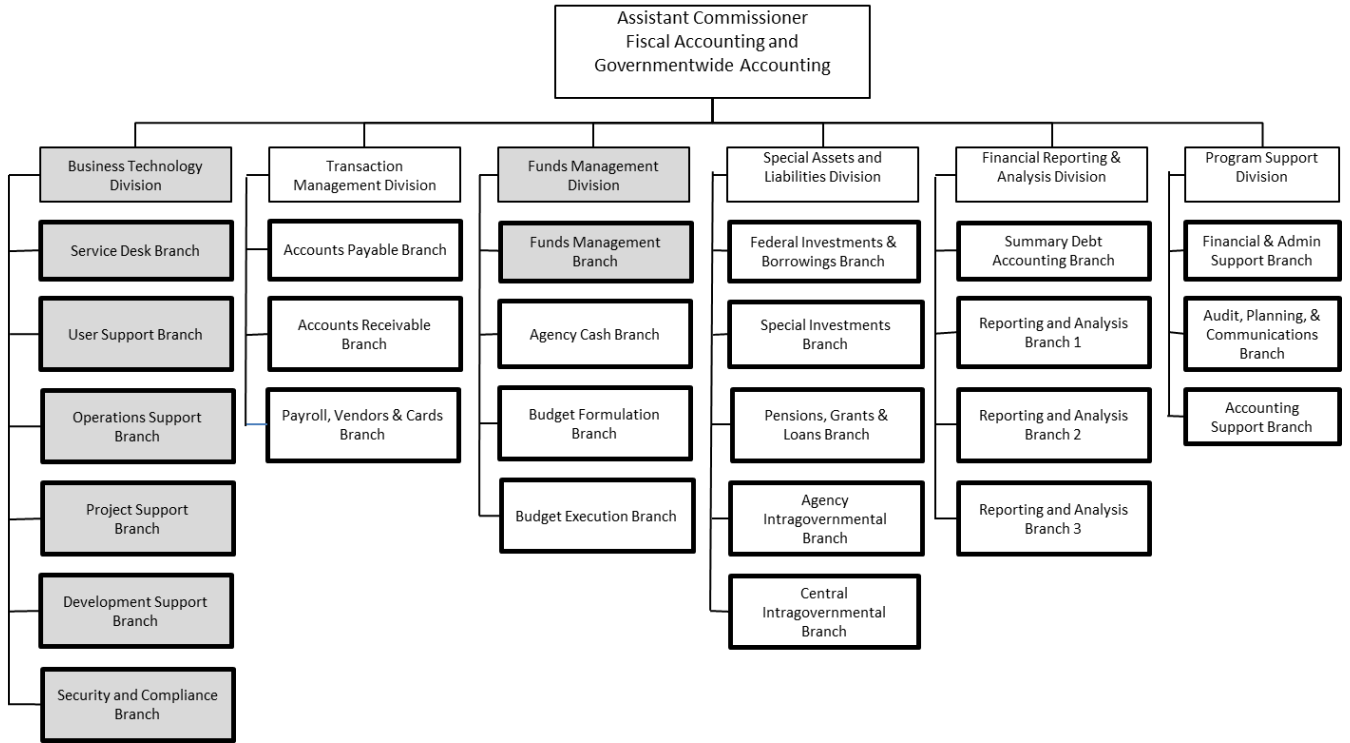 Assistant Commissioner
Fiscal Accounting and
Governmentwide Accounting
Business Technology
Division
Service Desk Branch
User Support Branch
Operations Support
Branch
Project Support
Branch
Development Support
Branch
Security and Compliance
Branch
Transaction
Management Division
Accounts Payable Branch
Accounts Receivable
Branch
Payroll, Vendors & Cards
Branch
Funds Management
Division
Funds Management
Branch
Agency Cash Branch
Budget Formulation
Branch
Budget Execution Branch
Special Assets and
Liabilities Division
Federal Investments &
Borrowings Branch
Special Investments
Branch
Pensions, Grants &
Loans Branch
Agency
Intragovernmental
Branch
Central
Intragovernmental
Branch
Financial Reporting &
Analysis Division
Summary Debt
Accounting Branch
Reporting and Analysis
Branch 1
Reporting and Analysis
Branch 2
Reporting and Analysis
Branch 3
Program Support
Division
Financial & Admin
Support Branch
Audit, Planning, &
Communications
Branch
Accounting
Support Branch